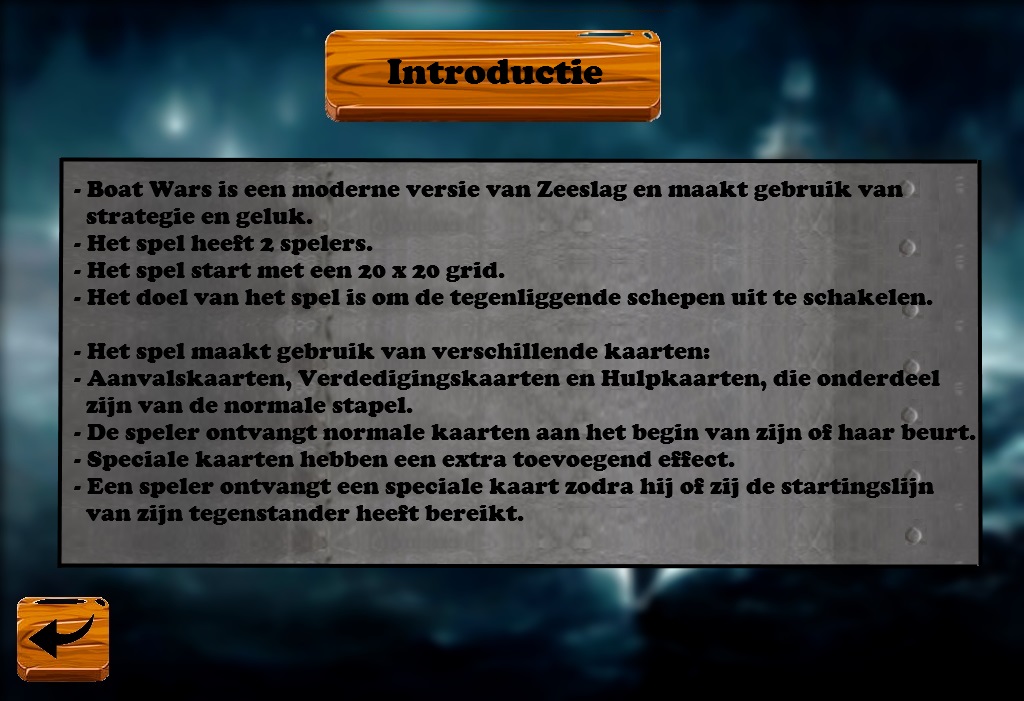 Introductie
- Boat Wars is een moderne versie van Zeeslag en maakt gebruik van
strategie en geluk.
- Het spel heeft 2 spelers.
- Het spel start met een 20 x 20 grid.
- Het doel van het spel is om de tegenliggende schepen uit te schakelen.
- Het spel maakt gebruik van verschillende kaarten:
- Aanvalskaarten, Verdedigingskaarten en Hulpkaarten, die onderdeel
zijn van de normale stapel.
- De speler ontvangt normale kaarten aan het begin van zijn of haar beurt.
- Speciale kaarten hebben een extra toevoegend effect.
- Een speler ontvangt een speciale kaart zodra hij of zij de startingslijn
van zijn tegenstander heeft bereikt.